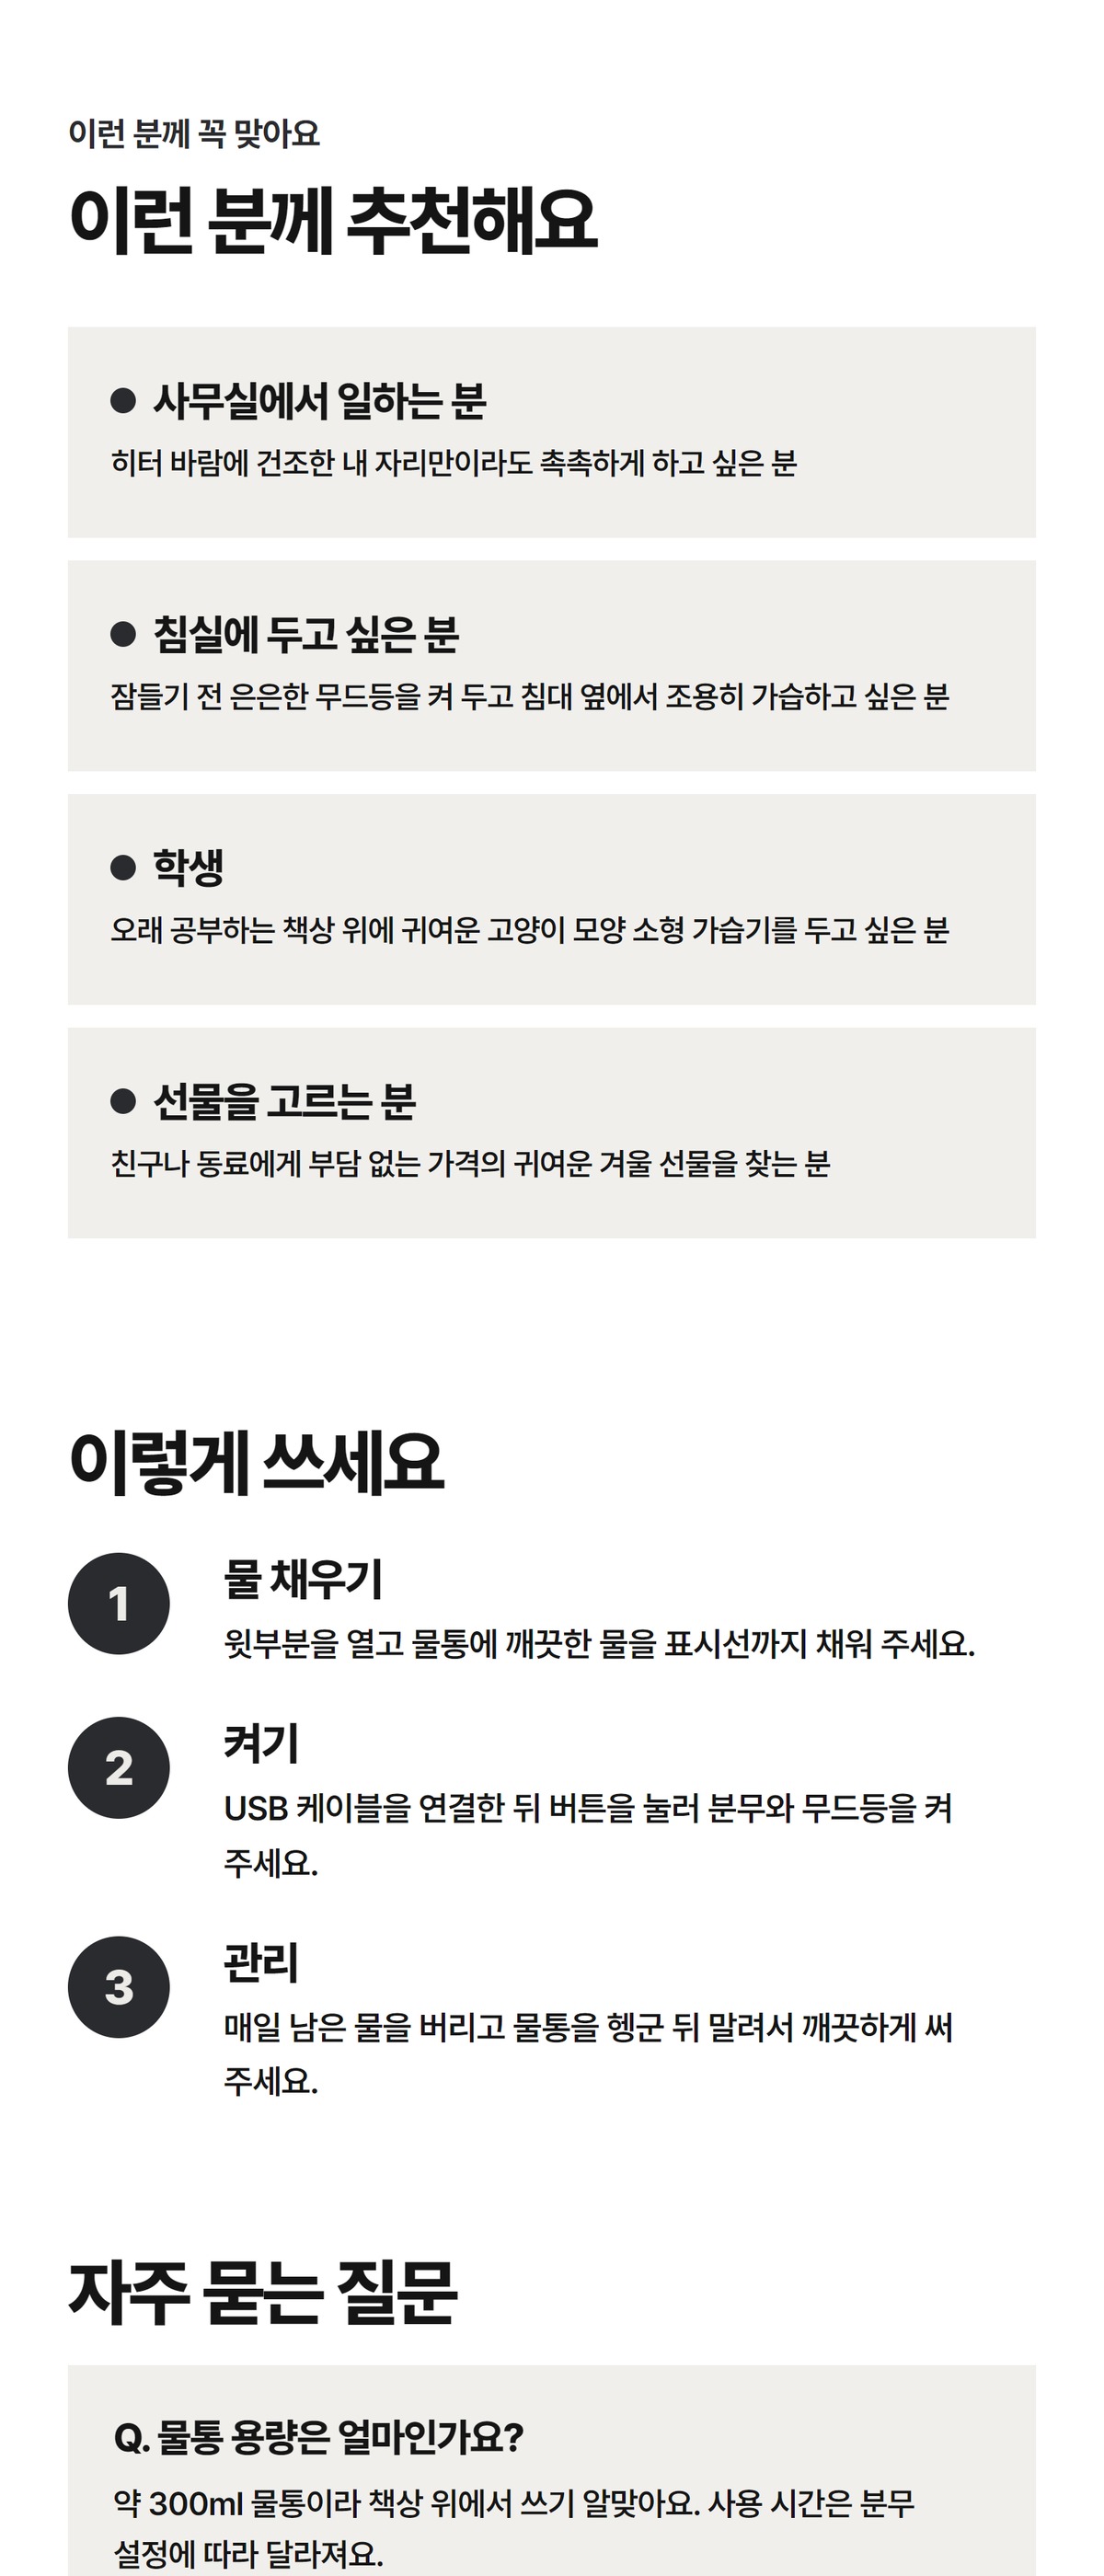 이런 분께 꼭 맞아요
이런 분께 추천해요
사무실에서 일하는 분
히터 바람에 건조한 내 자리만이라도 촉촉하게 하고 싶은 분
침실에 두고 싶은 분
잠들기 전 은은한 무드등을 켜 두고 침대 옆에서 조용히 가습하고 싶은 분
학생
오래 공부하는 책상 위에 귀여운 고양이 모양 소형 가습기를 두고 싶은 분
선물을 고르는 분
친구나 동료에게 부담 없는 가격의 귀여운 겨울 선물을 찾는 분
이렇게 쓰세요
1
물 채우기
윗부분을 열고 물통에 깨끗한 물을 표시선까지 채워 주세요.
2
켜기
USB 케이블을 연결한 뒤 버튼을 눌러 분무와 무드등을 켜
주세요.
3
관리
매일 남은 물을 버리고 물통을 헹군 뒤 말려서 깨끗하게 써
주세요.
자주 묻는 질문
Q. 물통 용량은 얼마인가요?
약 300ml 물통이라 책상 위에서 쓰기 알맞아요. 사용 시간은 분무
설정에 따라 달라져요.